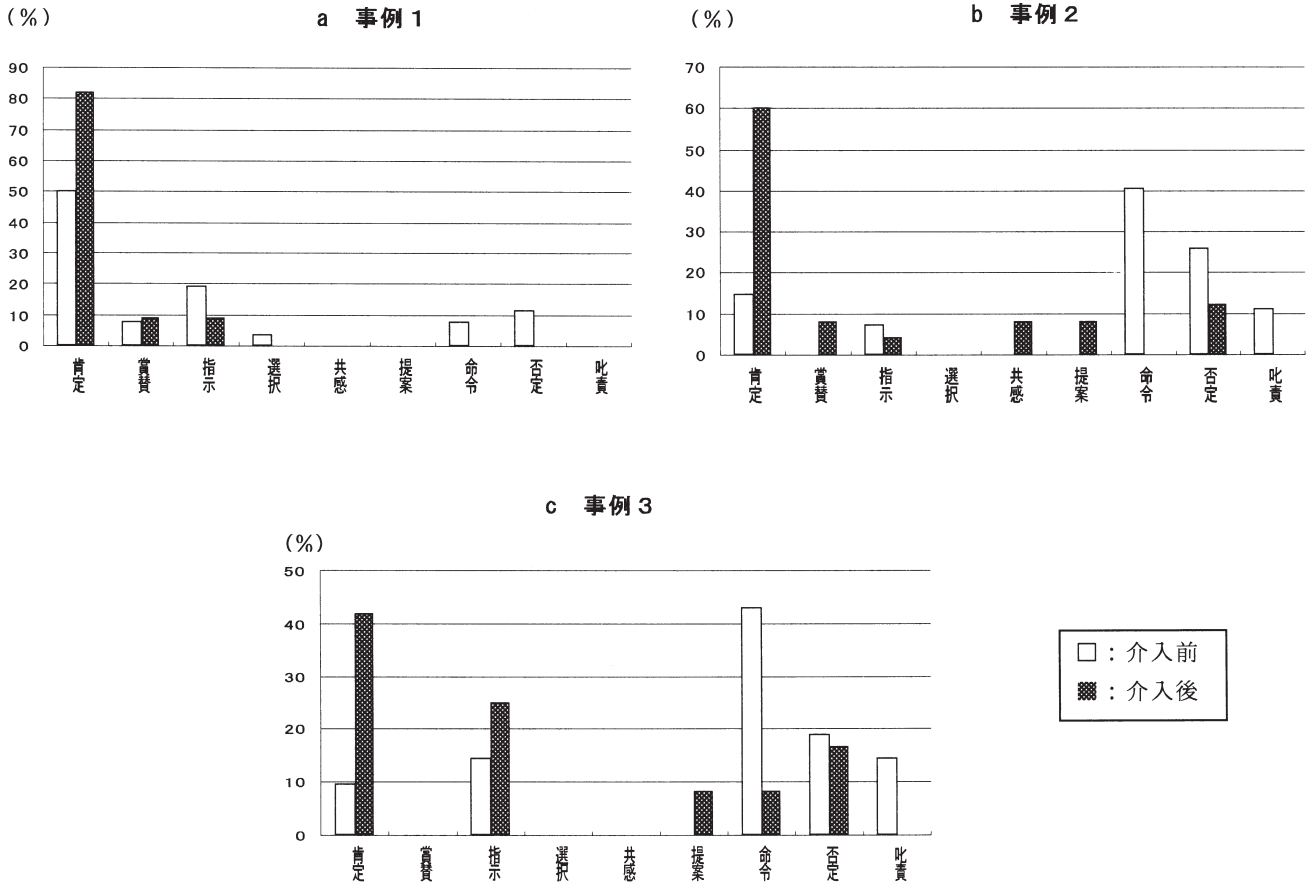 (%)
a 事例1
90
80
70
60
50
40
30
20
10
0
肯定
賞賛
指示
選択
共感
提案
命令
否定
叱責
(%)
b 事例2
70
60
50
40
30
20
10
0
肯定
賞賛
指示
選択
共感
提案
命令
否定
叱責
c 事例3
(%)
50
40
30
20
10
0
肯定
賞賛
指示
選択
共感
提案
命令
否定
叱責
□:介入前
:介入後